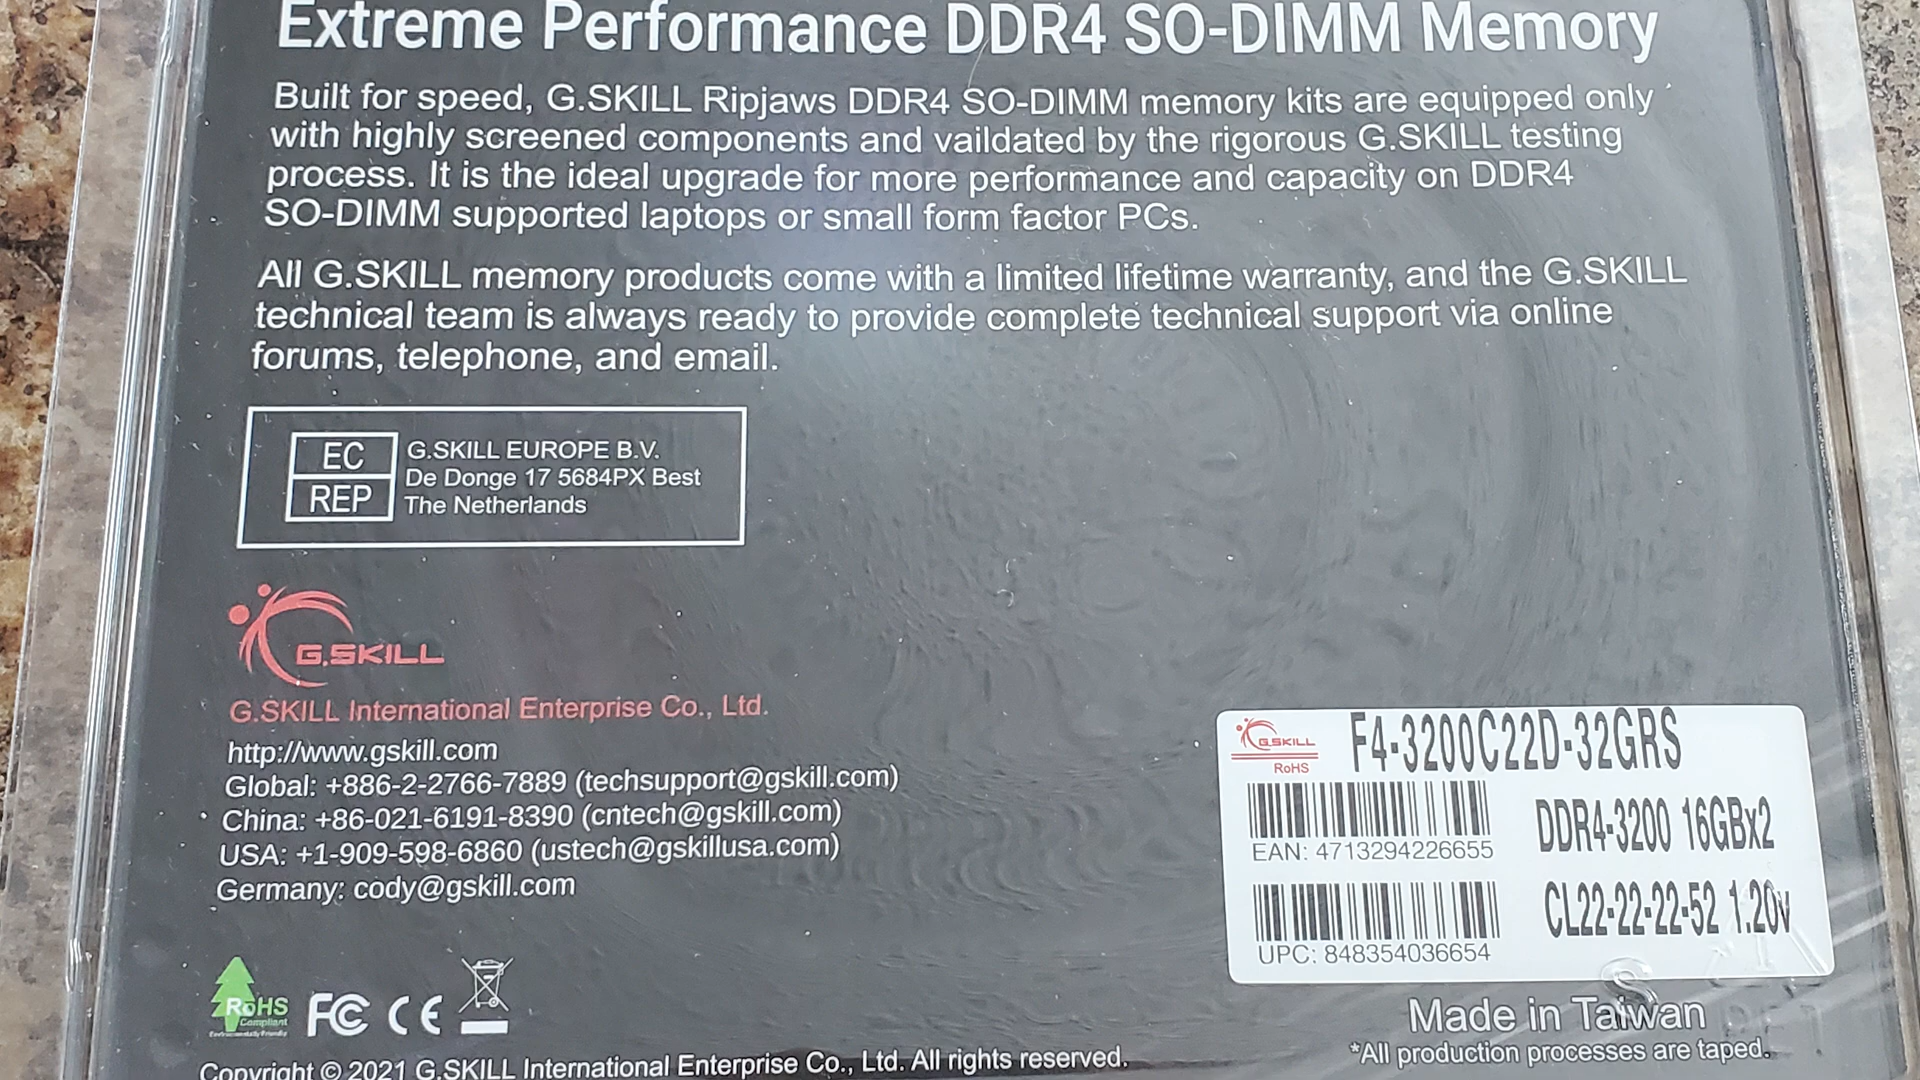 Extreme Performance DDR4 SO-DIMM Memory
Built for speed, G.SKILL Ripjaws DDR4 SO-DIMM memory kits are equipped only
with highly screened components and vaildated by the rigorous G.SKILL testing
process. It is the ideal upgrade for more performance and capacity on DDR4
SO-DIMM supported laptops or small form factor PCs.
All G.SKILL memory products come with a limited lifetime warranty, and the G.SKILL
technical team is always ready to provide complete technical support via online
forums, telephone, and email.
EC
REP
G.SKILL EUROPE B.V.
De Donge 17 5684PX Best
The Netherlands
G.SKILL
G.SKILL International Enterprise Co., Ltd.
http://www.gskill.com
Global: +886-2-2766-7889 (techsupport@gskill.com)
China: +86-021-6191-8390 (cntech@gskill.com)
USA: +1-909-598-6860 (ustech@gskillusa.com)
Germany: cody@gskill.com
G.SKILL
RoHS
F4-3200C22D-32GRS
EAN: 4713294226655
DDR4-3200 16GBx2
UPC: 848354036654
CL22-22-22-52 1.20v
RoHS
Compliant
Environmentally Friendly
FC CE
Made in Taiwan
*All production processes are taped.
Copyright © 2021 G.SKILL International Enterprise Co., Ltd. All rights reserved.